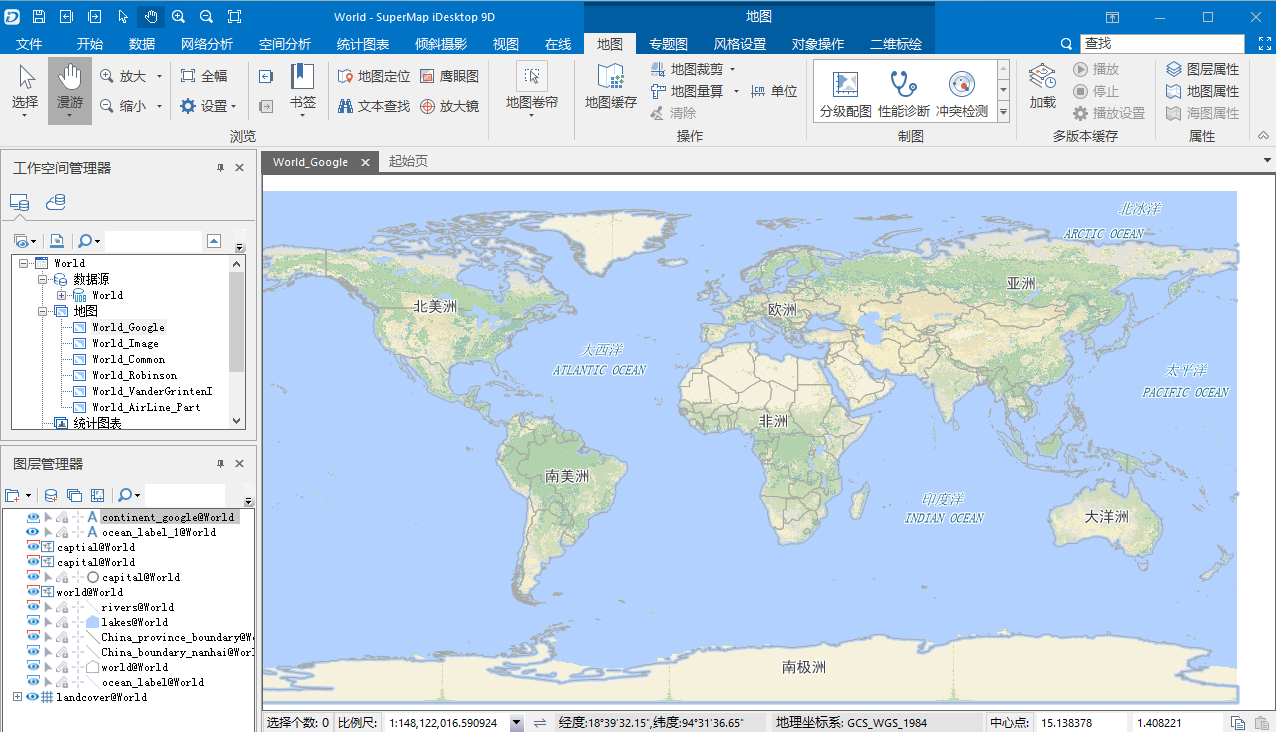 World - SuperMap iDesktop 9D
地图
文件 开始 数据 网络分析 空间分析 统计图表 倾斜摄影 视图 在线 地图 专题图 风格设置 对象操作 二维标绘 查找
选择 漫游 放大 缩小 全幅 设置 书签 地图定位 鹰眼图 文本查找 放大镜
浏览
地图卷帘
地图缓存 地图裁剪 地图量算 单位 清除
操作
分级配图 性能诊断 冲突检测
制图
加载 播放 停止 播放设置
多版本缓存
图层属性
地图属性
海图属性
属性
工作空间管理器
World
数据源
World
地图
World_Google
World_Image
World_Common
World_Robinson
World_VanderGrintenI
World_AirLine_Part
统计图表
图层管理器
continent_google@World
ocean_label_1@World
captial@World
capital@World
capital@World
world@World
rivers@World
lakes@World
China_province_boundary@W
China_boundary_nanhai@Worl
world@World
ocean_label@World
landcover@World
World_Google 起始页
北冰洋
ARCTIC OCEAN
亚洲
北美洲
欧洲
大西洋
ATLANTIC OCEAN
太平洋
PACIFIC OCEAN
非洲
南美洲
印度洋
INDIAN OCEAN
大洋洲
南极洲
选择个数: 0 比例尺: 1:148,122,016.590924 经度:18°39'32.15",纬度:94°31'36.65" 地理坐标系: GCS_WGS_1984 中心点: 15.138378 1.408221